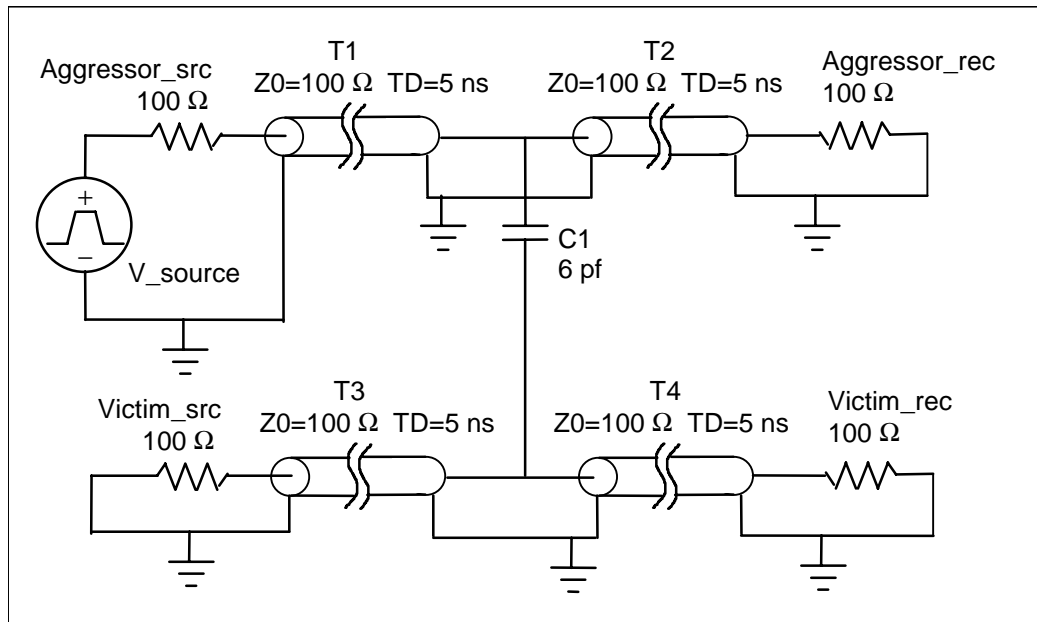 T1
Z0=100 Ω TD=5 ns
T2
Z0=100 Ω TD=5 ns
Aggressor_src
100 Ω
Aggressor_rec
100 Ω
+
−
V_source
C1
6 pf
T3
Z0=100 Ω TD=5 ns
T4
Z0=100 Ω TD=5 ns
Victim_src
100 Ω
Victim_rec
100 Ω